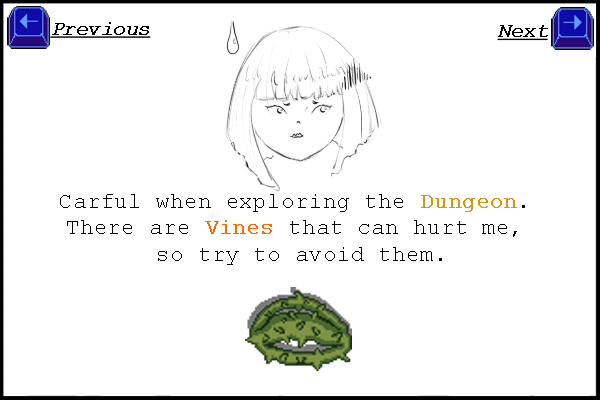 Previous
Next
Carful when exploring the Dungeon.
There are Vines that can hurt me,
so try to avoid them.